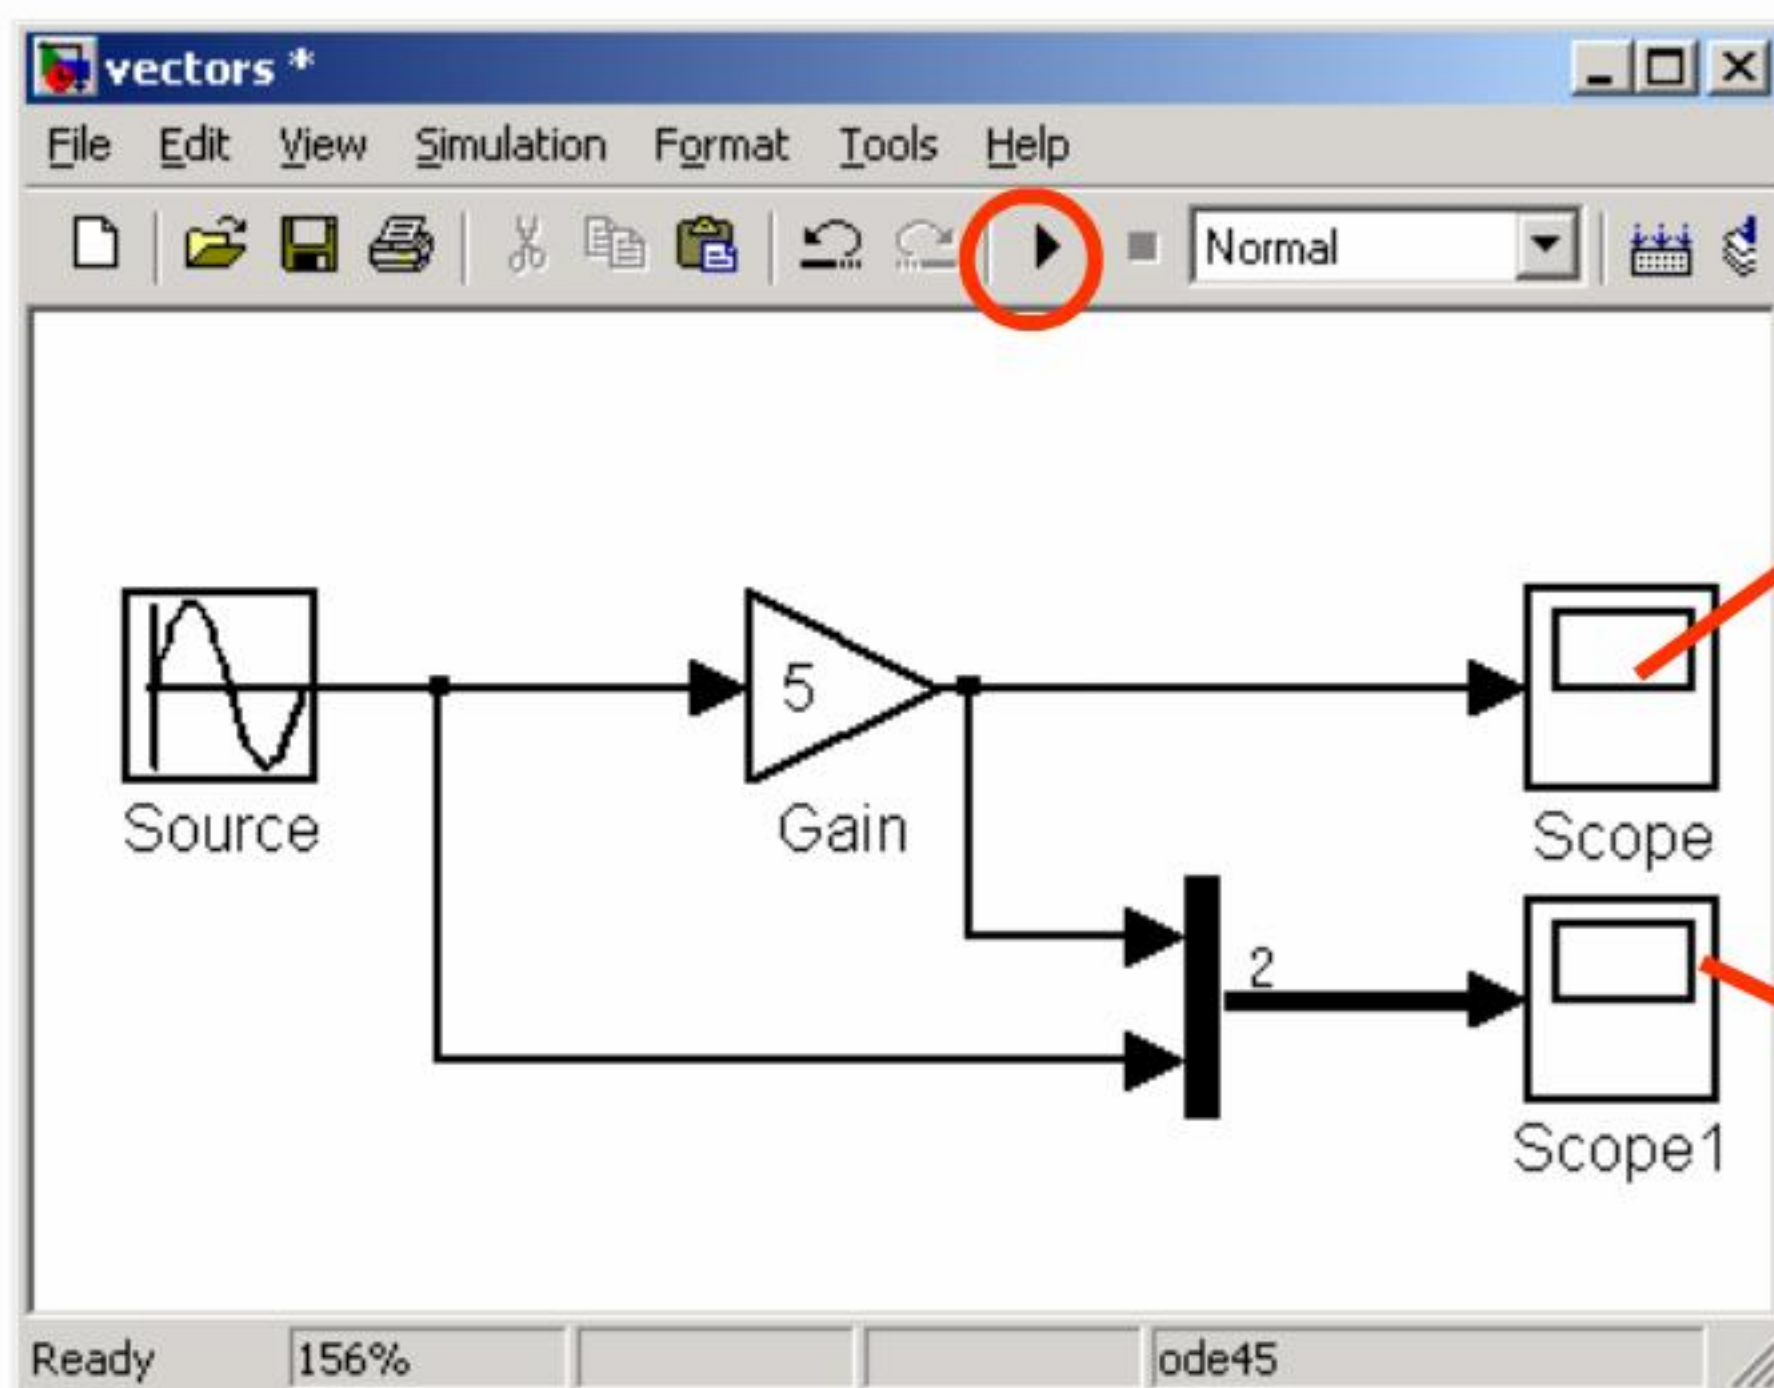 vectors *
File Edit View Simulation Format Tools Help
Normal
5
Source
Gain
Scope
2
Scope1
Ready 156% ode45